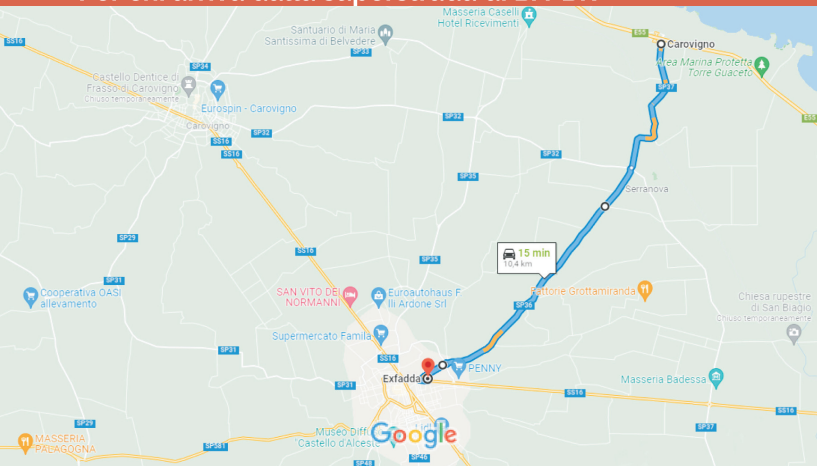 Masseria Caselli
Hotel Ricevimenti
E55
Carovigno
SS16
Santuario di Maria
Santissima di Belvedere
SP33
Area Marina Protetta
Torre Guaceto
SP34
Castello Dentice di
Frasso di Carovigno
Chiuso temporaneamente
SP37
Eurospin - Carovigno
SP32
E55
Carovigno
SP32
SS16
SS16
SP32
SP35
Serranova
SP29
SS16
15 min
10,4 km
SP35
SP31
Cooperativa OASI
allevamento
SAN VITO DEI
NORMANNI
Euroautohaus F.
lli Ardone Srl
Fattorie Grottamiranda
SP36
Chiesa rupestre
di San Biagio
Chiuso temporaneamente
Supermercato Famila
SP31
SS16
PENNY
Exfadda
SP31
Masseria Badessa
SS16
SS16
SP29
SP37
MASSERIA
PALAGOGNA
SP581
Museo Diffu
"Castello d'Alceste
Lidl
Google
SP46
SP48